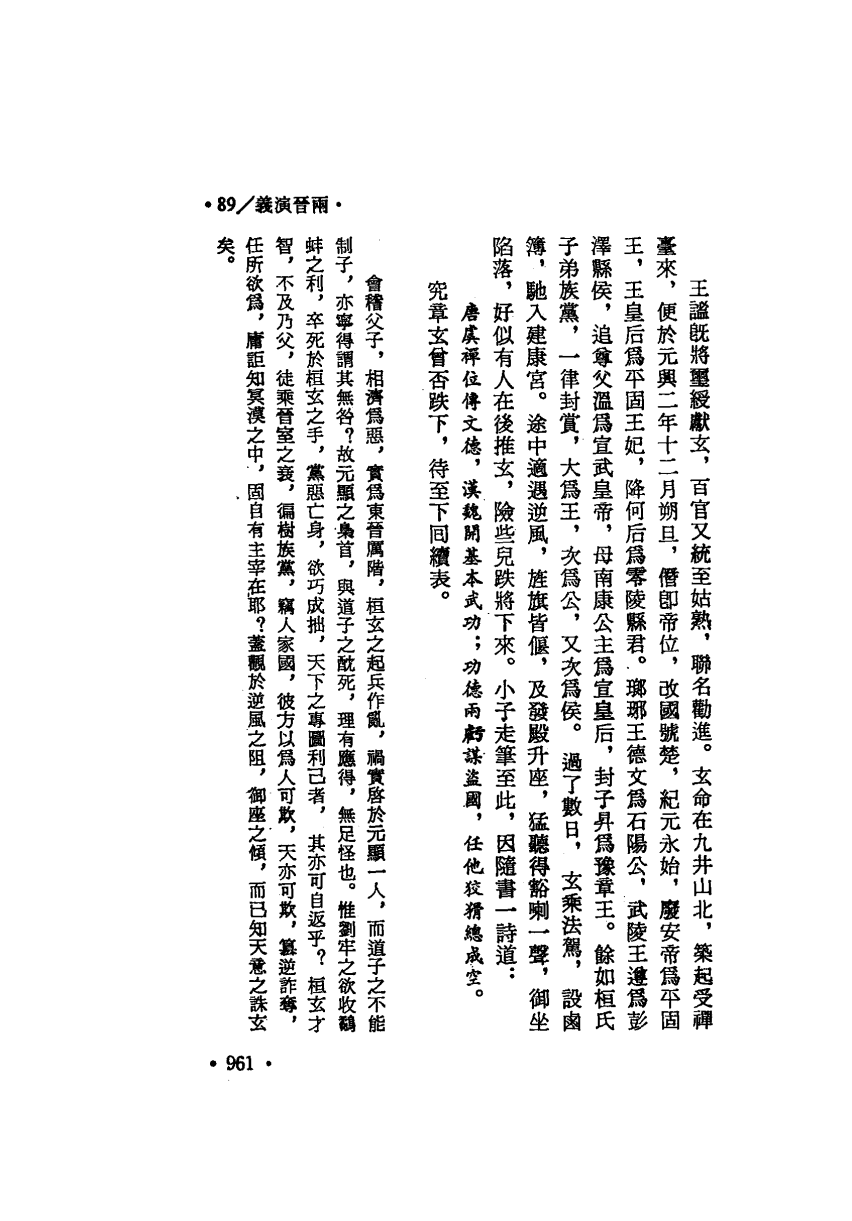 •89／義演晉兩•
王謐既將璽綬獻玄，百官又統至姑熟，聯名勸進。玄命在九井山北，築起受禪
臺來，便於元興二年十二月朔旦，僭卽帝位，改國號楚，紀元永始，廢安帝爲平固
王，王皇后爲平固王妃，降何后爲零陵縣君。瑯琊王德文爲石陽公，武陵王遵爲彭
澤縣侯，追尊父溫爲宣武皇帝，母南康公主爲宣皇后，封子昇爲豫章王。餘如桓氏
子弟族黨，一律封賞，大爲王，次爲公，又次爲侯。過了數日，玄乘法駕，設鹵
簿，馳入建康宮。途中適遇逆風，旌旗皆偃，及發殿升座，猛聽得豁喇一聲，御坐
陷落，好似有人在後推玄，險些兒跌將下來。小子走筆至此，因隨書一詩道：
唐虞禪位傳文德，漢魏開基本武功；功德兩虧謀盜國，任他狡猾總成空。
究章玄曾否跌下，待至下回續表。
會稽父子，相濟爲惡，實爲東晉厲階，桓玄之起兵作亂，禍實啓於元顯一人，而道子之不能
制子，亦寧得謂其無咎？故元顯之梟首，與道子之酖死，理有應得，無足怪也。惟劉牢之欲收鷸
蚌之利，卒死於桓玄之手，黨惡亡身，欲巧成拙，天下之專圖利己者，其亦可自返乎？桓玄才
智，不及乃父，徒乘晉室之衰，徧樹族黨，竊人家國，彼方以爲人可欺，天亦可欺，篡逆詐奪，
任所欲爲，庸詎知冥漠之中，固自有主宰在耶？蓋觀於逆風之阻，御座之傾，而已知天意之誅玄
矣。
•961•